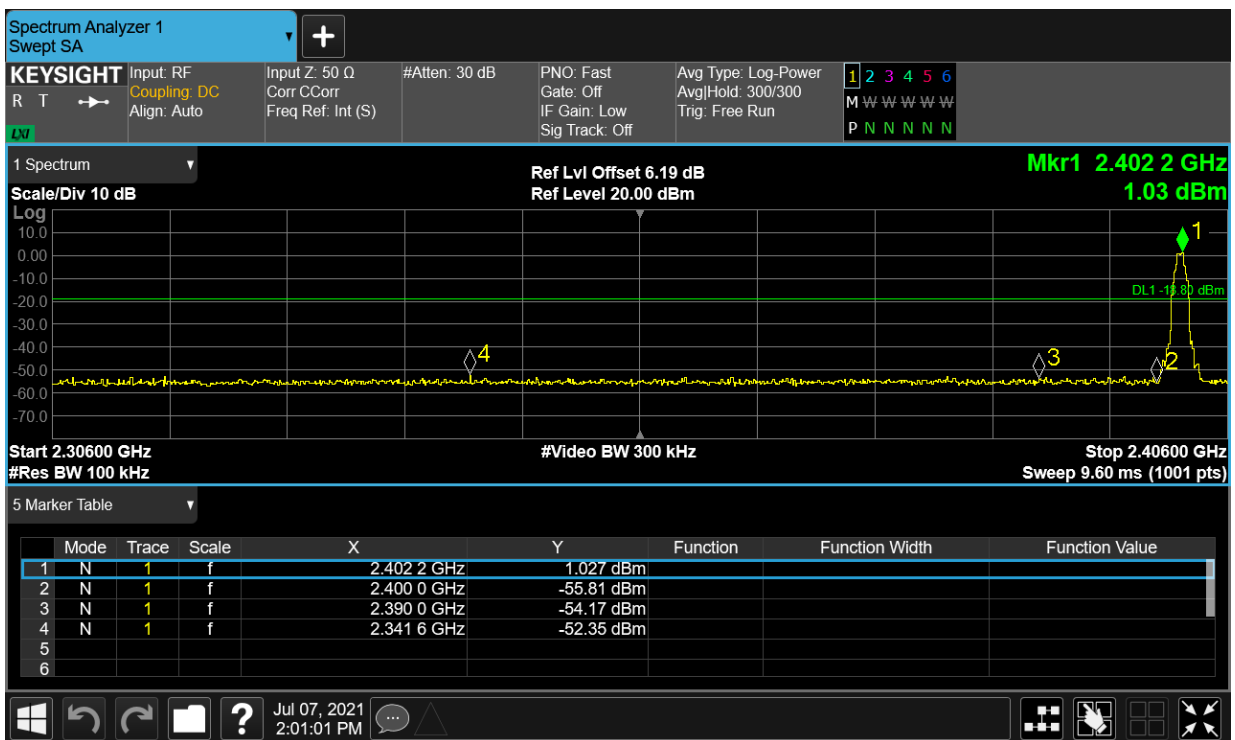 Spectrum Analyzer 1
Swept SA
+
KEYSIGHT
R T
LXI
Input: RF
Coupling: DC
Align: Auto
Input Z: 50 Ω
Corr CCorr
Freq Ref: Int (S)
#Atten: 30 dB
PNO: Fast
Gate: Off
IF Gain: Low
Sig Track: Off
Avg Type: Log-Power
Avg|Hold: 300/300
Trig: Free Run
1 2 3 4 5 6
M W W W W W
P N N N N N
1 Spectrum
Scale/Div 10 dB
Ref Lvl Offset 6.19 dB
Ref Level 20.00 dBm
Mkr1 2.402 2 GHz
1.03 dBm
Log
10.0
0.00
-10.0
-20.0
-30.0
-40.0
-50.0
-60.0
-70.0
1
DL1 -18.80 dBm
4
3
2
Start 2.30600 GHz
#Video BW 300 kHz
Stop 2.40600 GHz
#Res BW 100 kHz
Sweep 9.60 ms (1001 pts)
5 Marker Table
Mode Trace Scale X Y Function Function Width Function Value
1 N 1 f 2.402 2 GHz 1.027 dBm
2 N 1 f 2.400 0 GHz -55.81 dBm
3 N 1 f 2.390 0 GHz -54.17 dBm
4 N 1 f 2.341 6 GHz -52.35 dBm
5
6
?
Jul 07, 2021
2:01:01 PM